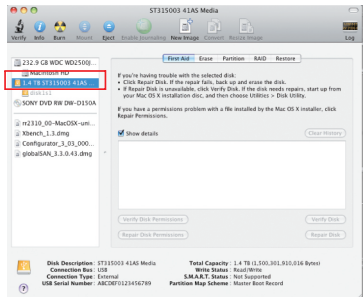 ST315003 41AS Media
Verify Info Burn Mount Eject Enable Journaling New Image Convert Resize Image Log
232.9 GB WDC WD2500J...
Macintosh HD
1.4 TB ST315003 41AS ...
disk1s1
SONY DVD RW DW-D150A
rr2310_00-MacOSX-uni...
Xbench_1.3.dmg
Configurator_3_03_000...
globalSAN_3.3.0.43.dmg
First Aid Erase Partition RAID Restore
If you're having trouble with the selected disk:
• Click Repair Disk. If the repair fails, back up and erase the disk.
• If Repair Disk is unavailable, click Verify Disk. If the disk needs repairs, start up from
your Mac OS X installation disc, and then choose Utilities > Disk Utility.
If you have a permissions problem with a file installed by the Mac OS X installer, click
Repair Permissions.
Show details
Clear History
Verify Disk Permissions Verify Disk
Repair Disk Permissions Repair Disk
Disk Description : ST315003 41AS Media
Connection Bus : USB
Connection Type : External
USB Serial Number : ABCDEF0123456789
Total Capacity : 1.4 TB (1,500,301,910,016 Bytes)
Write Status : Read/Write
S.M.A.R.T. Status : Not Supported
Partition Map Scheme : Master Boot Record
?